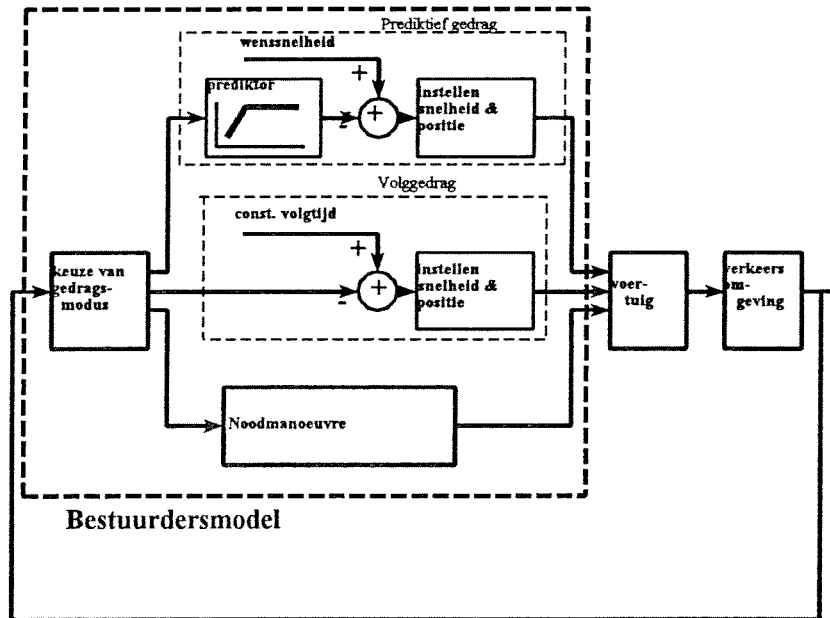 Prediktief gedrag
wenssnelheid
+
prediktor
+
-
instellen
snelheid &
positie
Volggedrag
const. volgtijd
+
keuze van
gedrags-
modus
+
-
instellen
snelheid &
positie
voer-
tuig
verkeers
om-
geving
Noodmanoeuvre
Bestuurdersmodel